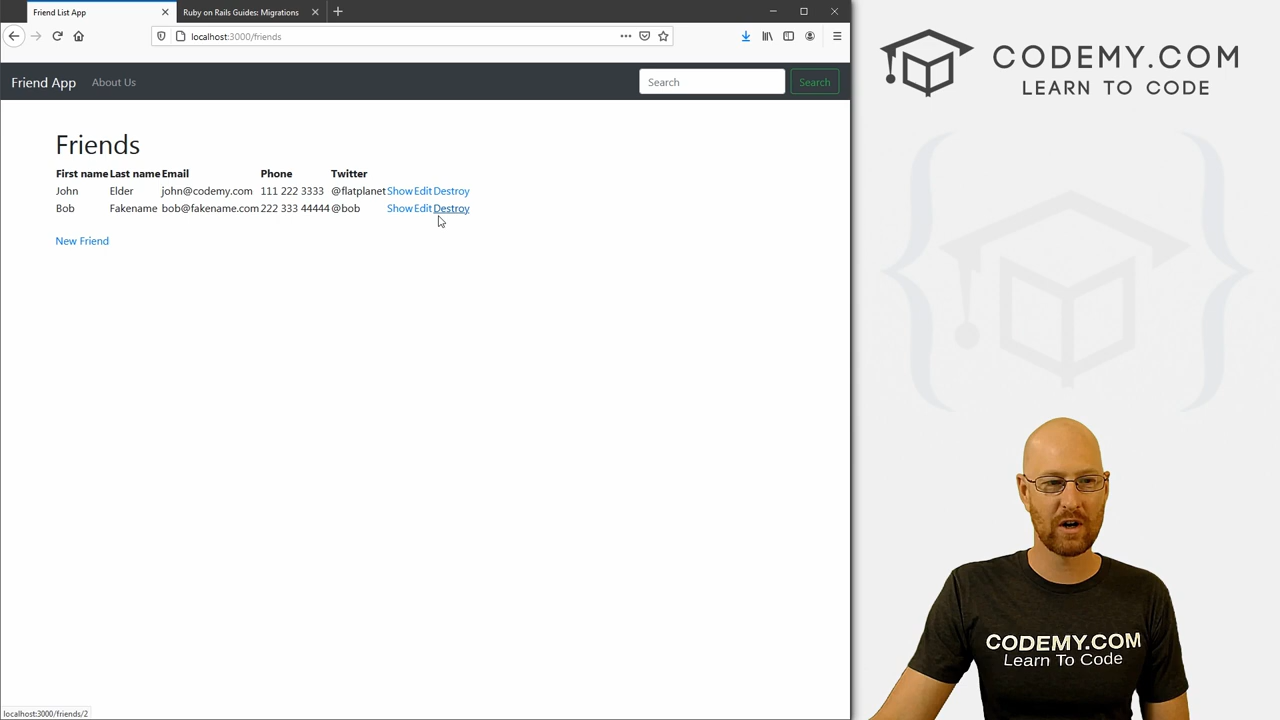 Friend List App
Ruby on Rails Guides: Migrations
localhost:3000/friends
Friend App
About Us
Search
Search
Friends
First name Last name Email Phone Twitter
John Elder john@codemy.com 111 222 3333 @flatplanet Show Edit Destroy
Bob Fakename bob@fakename.com 222 333 44444 @bob Show Edit Destroy
New Friend
localhost:3000/friends/2
CODEMY.COM
LEARN TO CODE
CODEMY.COM
Learn To Code